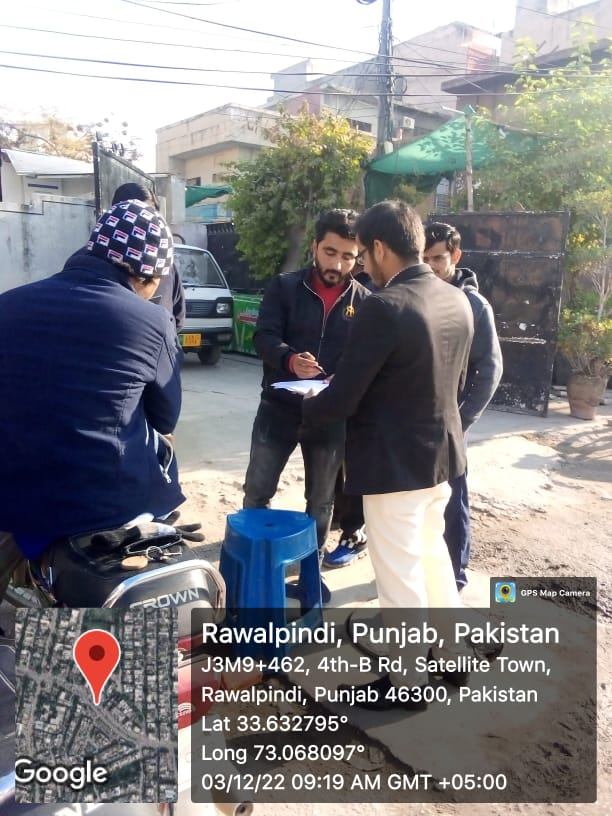 CROWN
GPS Map Camera
Rawalpindi, Punjab, Pakistan
J3M9+462, 4th-B Rd, Satellite Town,
Rawalpindi, Punjab 46300, Pakistan
Lat 33.632795°
Long 73.068097°
03/12/22 09:19 AM GMT +05:00
Google